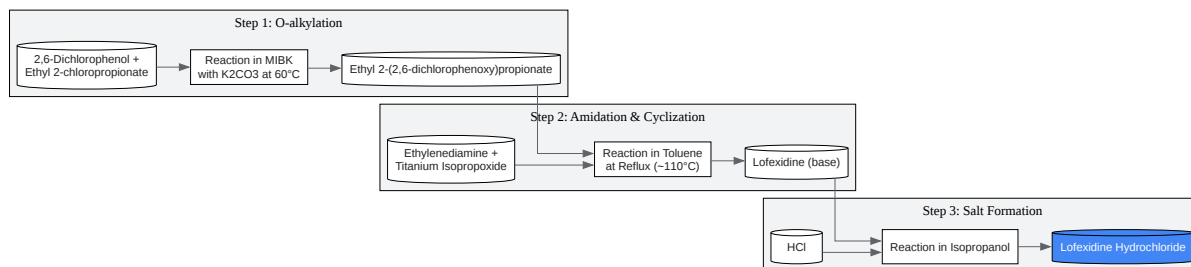 Step 1: O-alkylation
2,6-Dichlorophenol +
Ethyl 2-chloropropionate
Reaction in MIBK
with K2CO3 at 60°C
Ethyl 2-(2,6-dichlorophenoxy)propionate
Step 2: Amidation & Cyclization
Ethylenediamine +
Titanium Isopropoxide
Reaction in Toluene
at Reflux (~110°C)
Lofexidine (base)
Step 3: Salt Formation
HCl
Reaction in Isopropanol
Lofexidine Hydrochloride